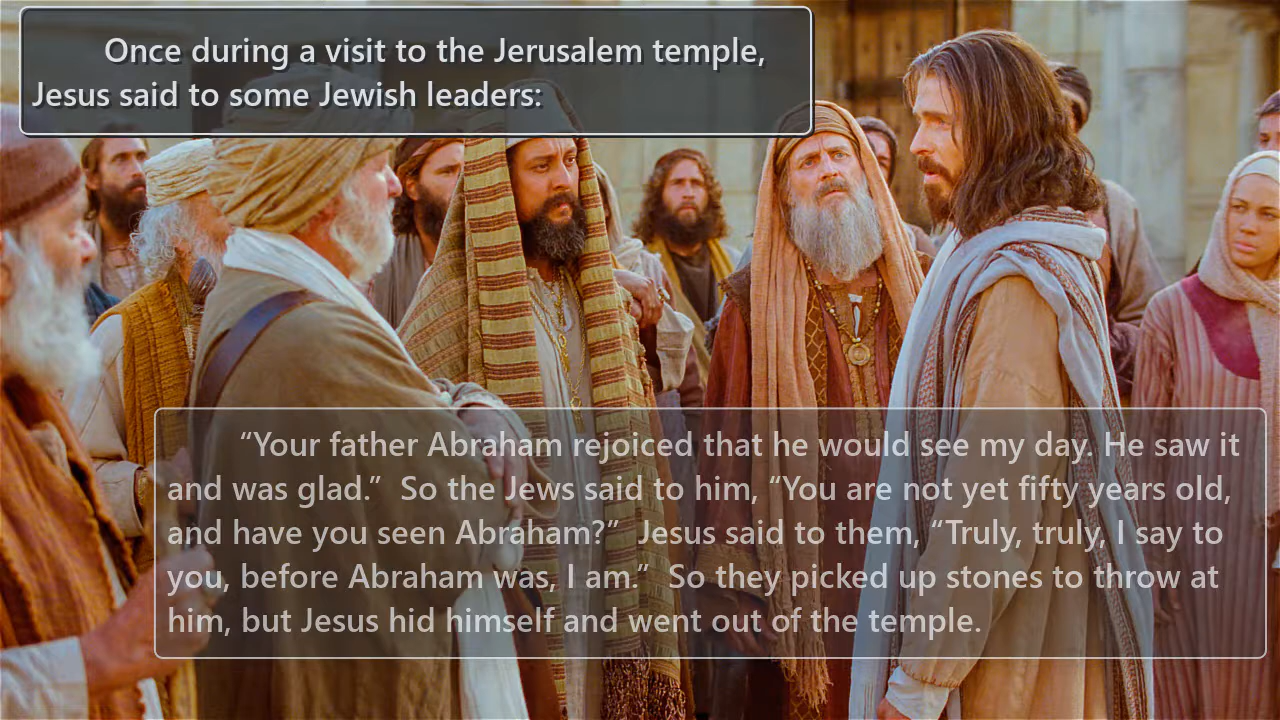 Once during a visit to the Jerusalem temple,
Jesus said to some Jewish leaders:
“Your father Abraham rejoiced that he would see my day. He saw it
and was glad.”  So the Jews said to him, “You are not yet fifty years old,
and have you seen Abraham?”  Jesus said to them, “Truly, truly, I say to
you, before Abraham was, I am.”  So they picked up stones to throw at
him, but Jesus hid himself and went out of the temple.